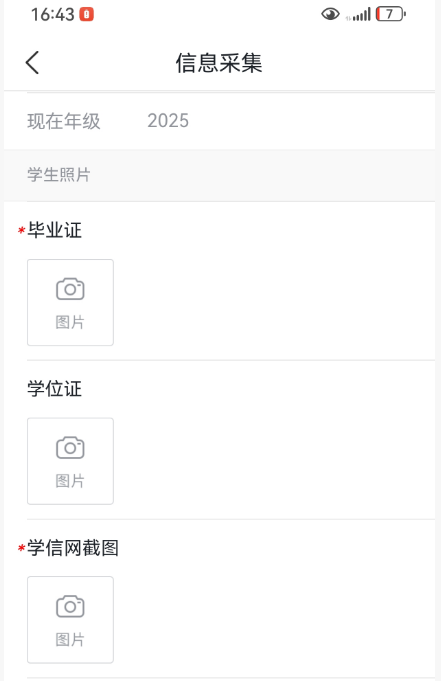 16:43
7
信息采集
现在年级 2025
学生照片
*毕业证
图片
学位证
图片
*学信网截图
图片